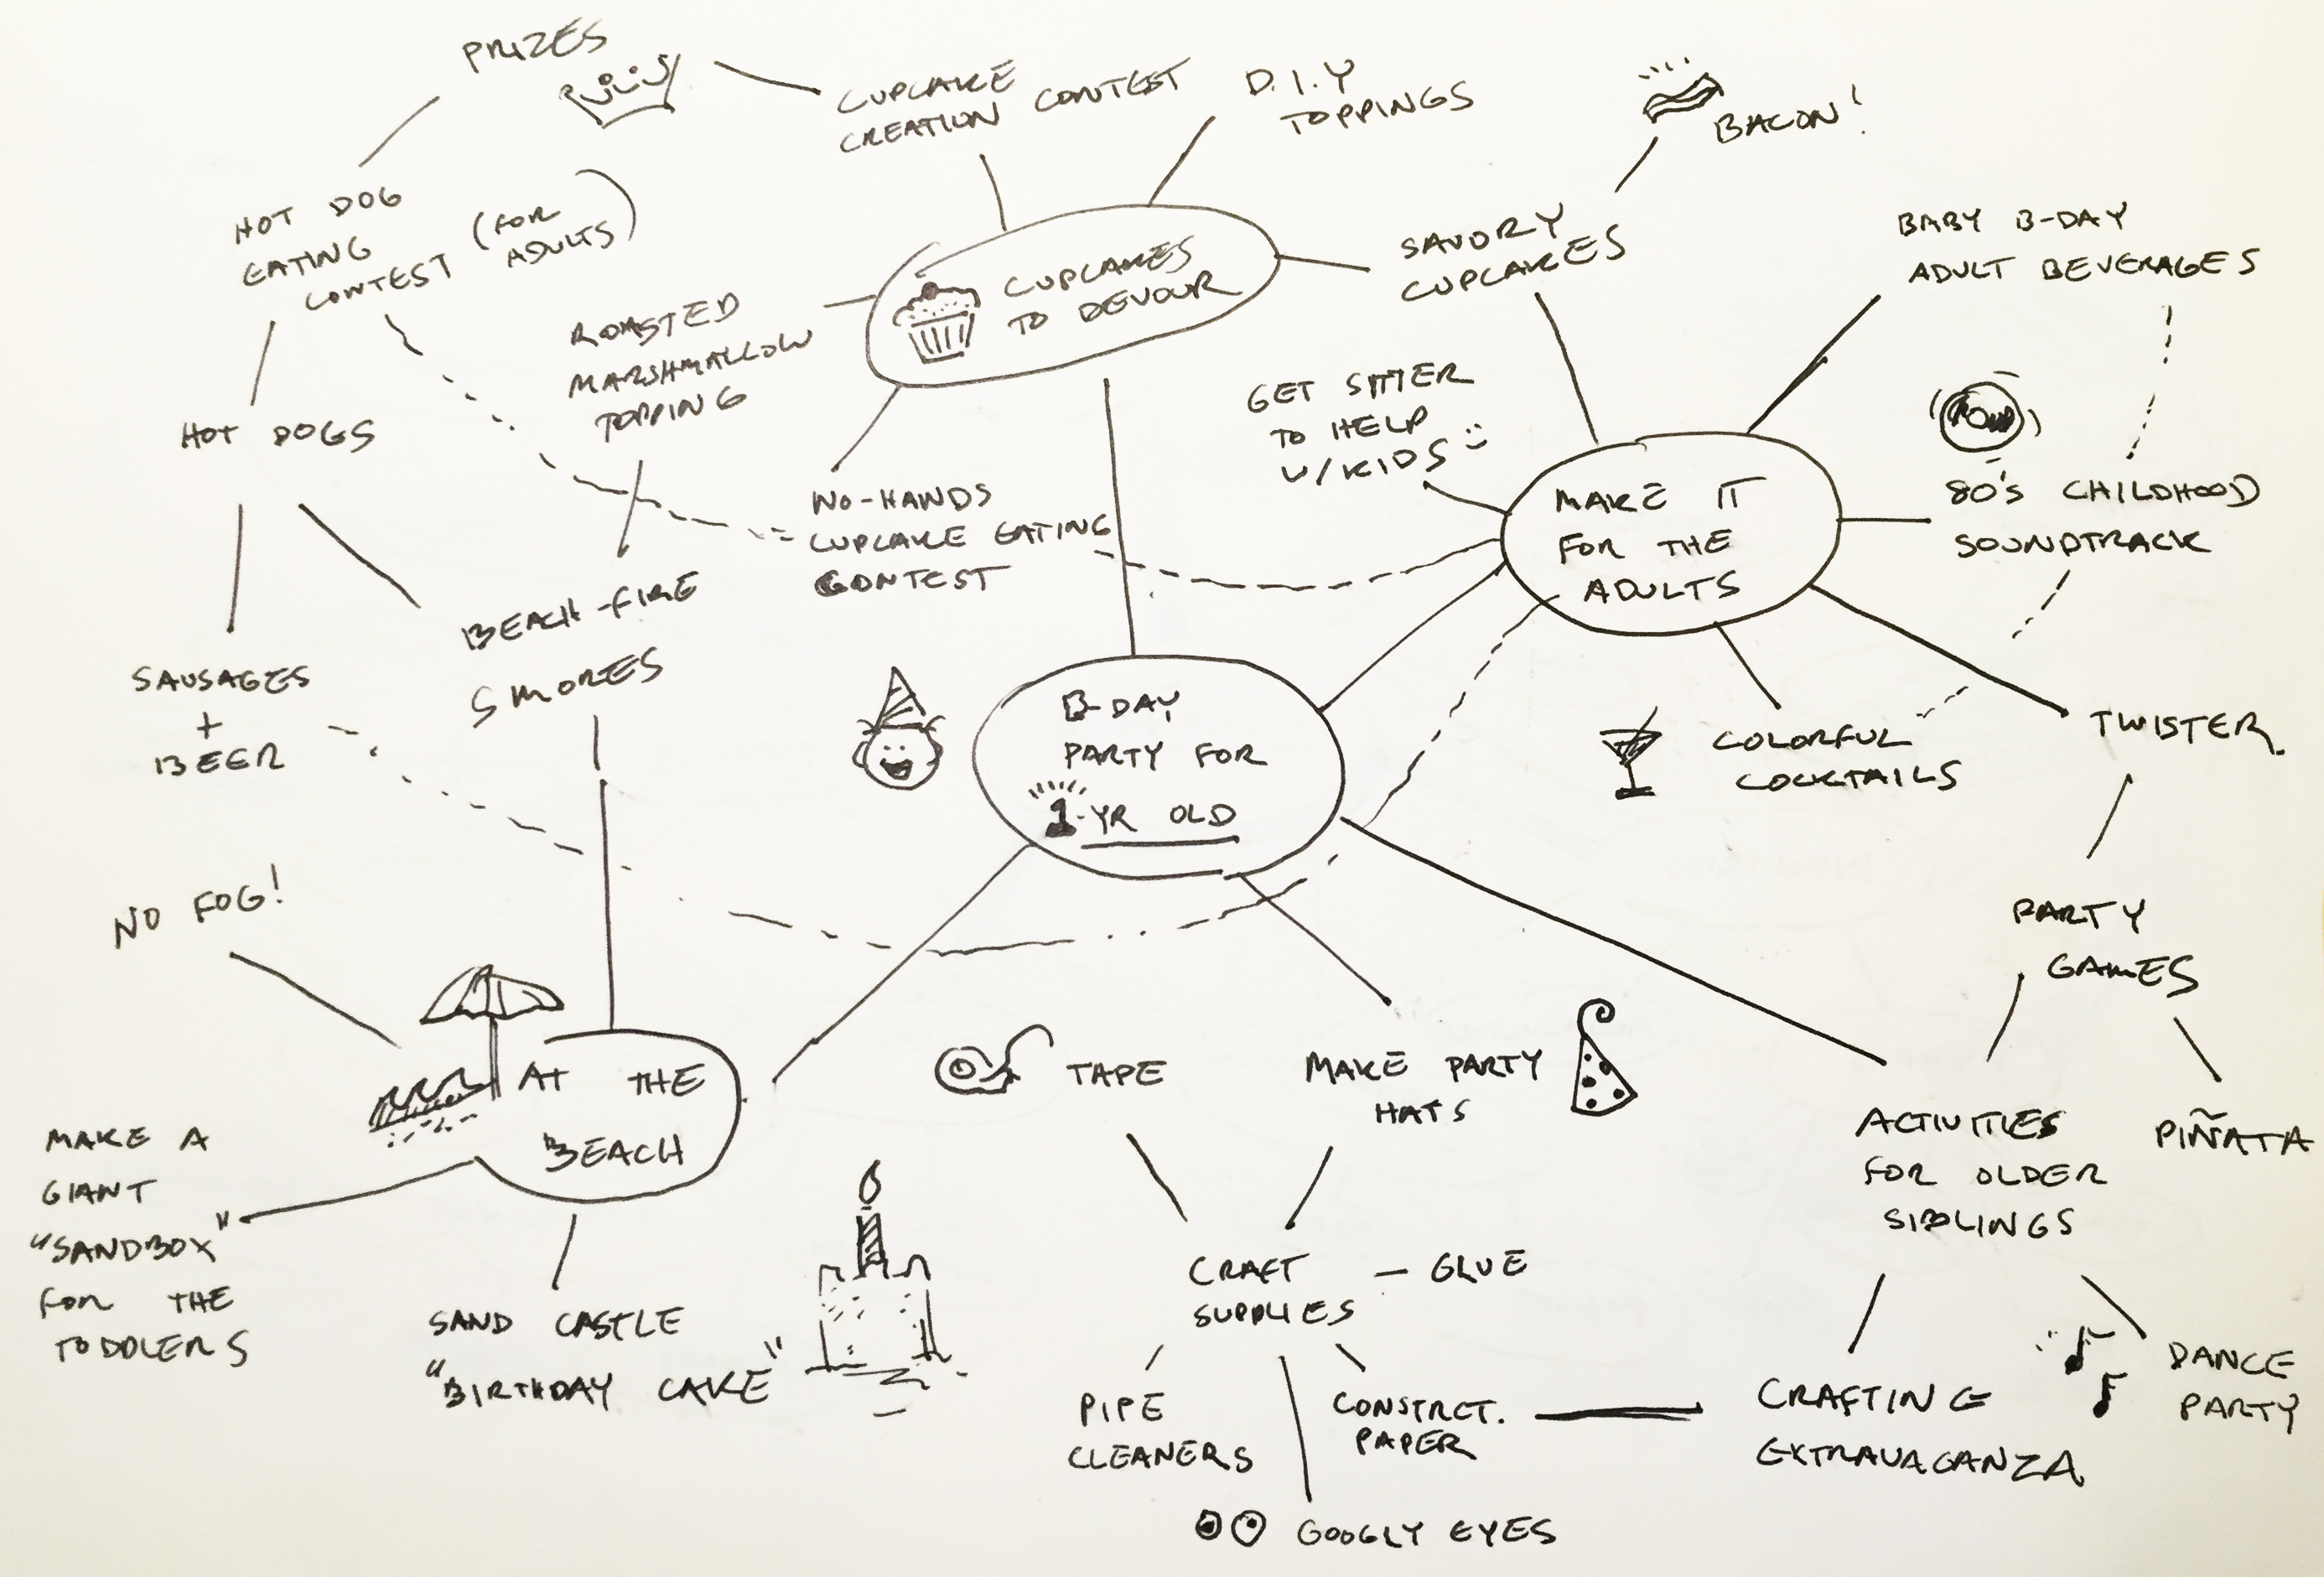 PRIZES
CUPCAKE
CREATION CONTEST
D.I.Y
TOPPINGS
BACON!
HOT DOG
EATING
CONTEST
(FOR
ADULTS)
ROASTED
MARSHMALLOW
TOPPING
CUPCAKES
TO DEVOUR
SAVORY
CUPCAKES
BABY B-DAY
ADULT BEVERAGES
GET SITTER
TO HELP
W/KIDS
HOT DOGS
NO-HANDS
CUPCAKE EATING
CONTEST
MAKE IT
FOR THE
ADULTS
80's CHILDHOOD
SOUNDTRACK
SAUSAGES
+
BEER
BEACH-FIRE
SMORES
B-DAY
PARTY FOR
1-YR OLD
COLORFUL
COCKTAILS
TWISTER
NO FOG!
PARTY
GAMES
AT THE
BEACH
TAPE
MAKE PARTY
HATS
ACTIVITIES
FOR OLDER
SIBLINGS
PIÑATA
MAKE A
GIANT
"SANDBOX"
FOR THE
TODDLERS
SAND CASTLE
"BIRTHDAY CAKE"
CRAFT
SUPPLIES
– GLUE
PIPE
CLEANERS
CONSTRCT.
PAPER
GOOGLY EYES
CRAFTING
EXTRAVAGANZA
DANCE
PARTY